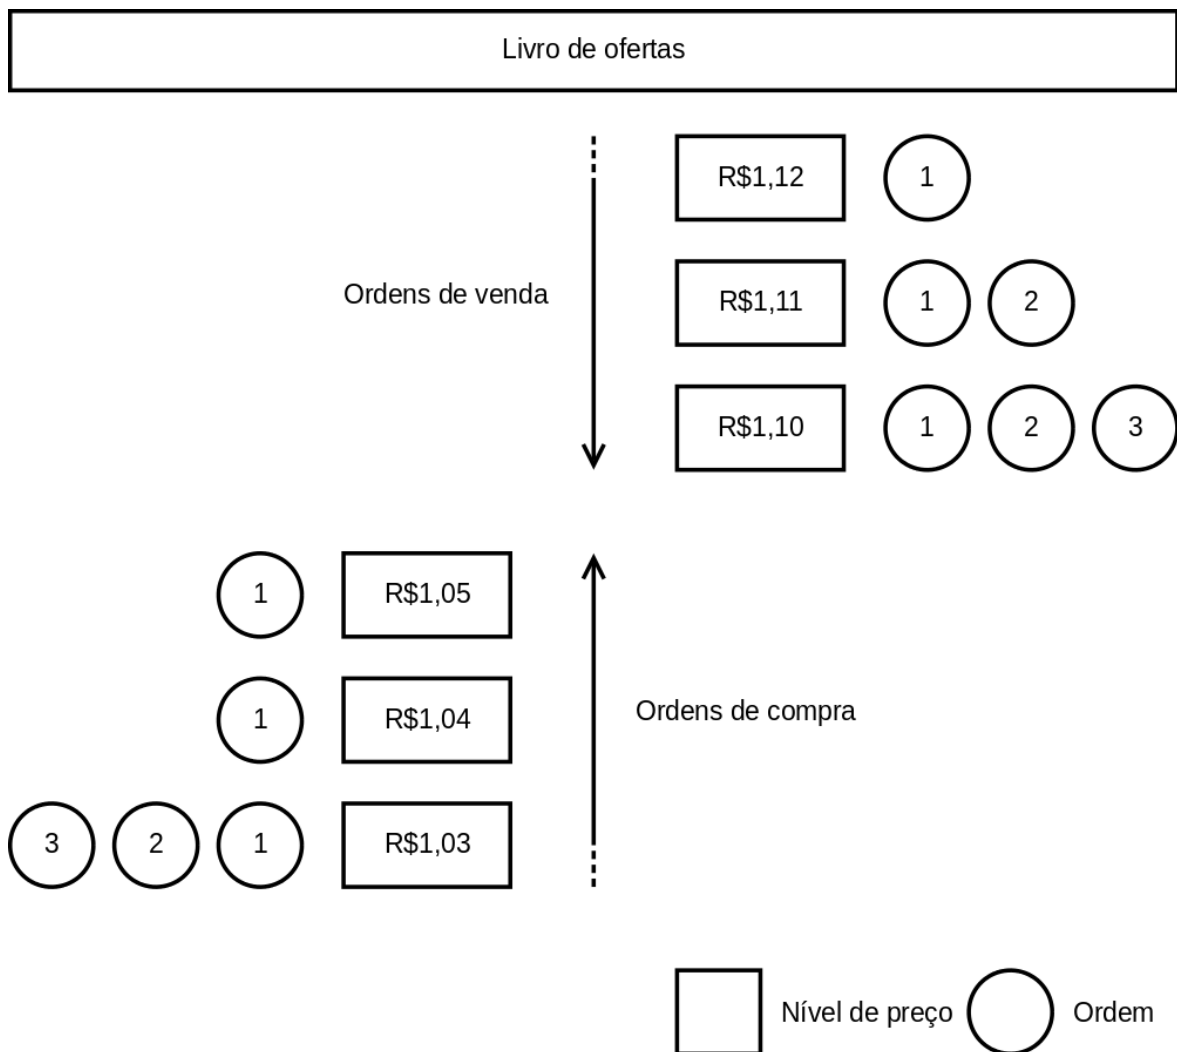 Livro de ofertas
R$1,12 1
Ordens de venda
R$1,11 1 2
R$1,10 1 2 3
1 R$1,05
1 R$1,04
Ordens de compra
3 2 1 R$1,03
Nível de preço Ordem